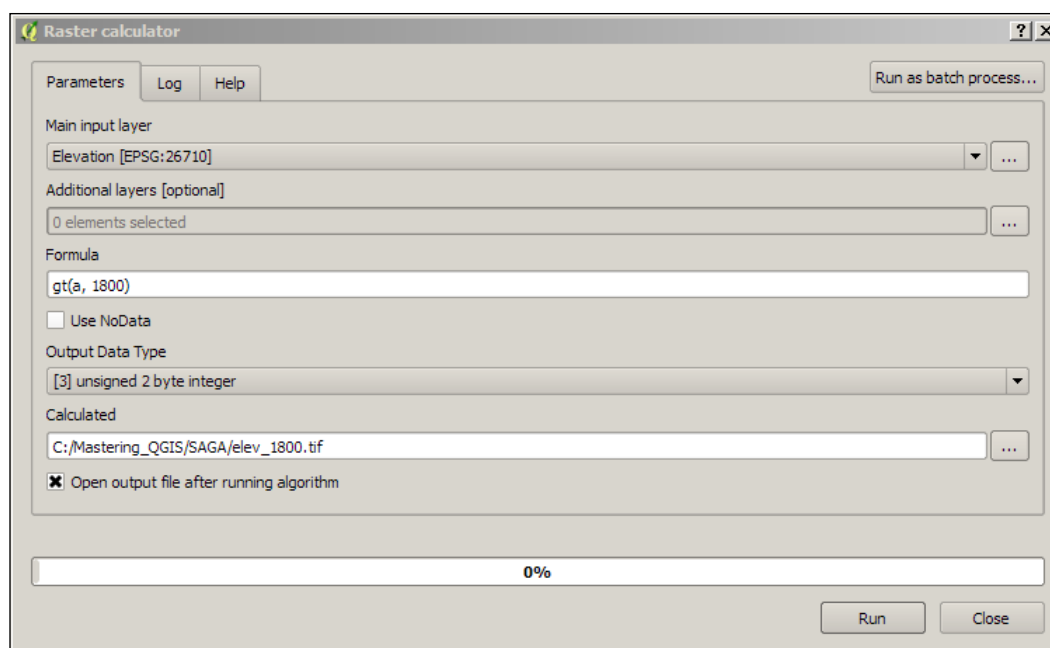 Raster calculator
Parameters Log Help Run as batch process...
Main input layer
Elevation [EPSG:26710] ...
Additional layers [optional]
0 elements selected ...
Formula
gt(a, 1800)
Use NoData
Output Data Type
[3] unsigned 2 byte integer
Calculated
C:/Mastering_QGIS/SAGA/elev_1800.tif ...
Open output file after running algorithm
0%
Run Close